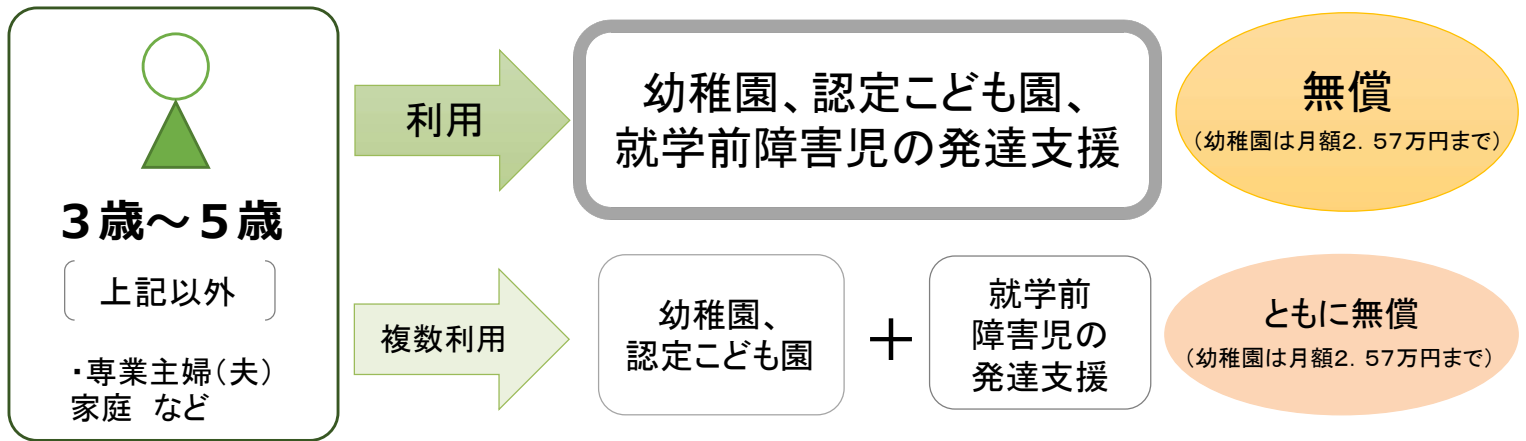 3歳~5歳
上記以外
・専業主婦(夫)
家庭 など
利用
幼稚園、認定こども園、
就学前障害児の発達支援
無償
(幼稚園は月額2.57万円まで)
複数利用
幼稚園、
認定こども園
+
就学前
障害児の
発達支援
ともに無償
(幼稚園は月額2.57万円まで)